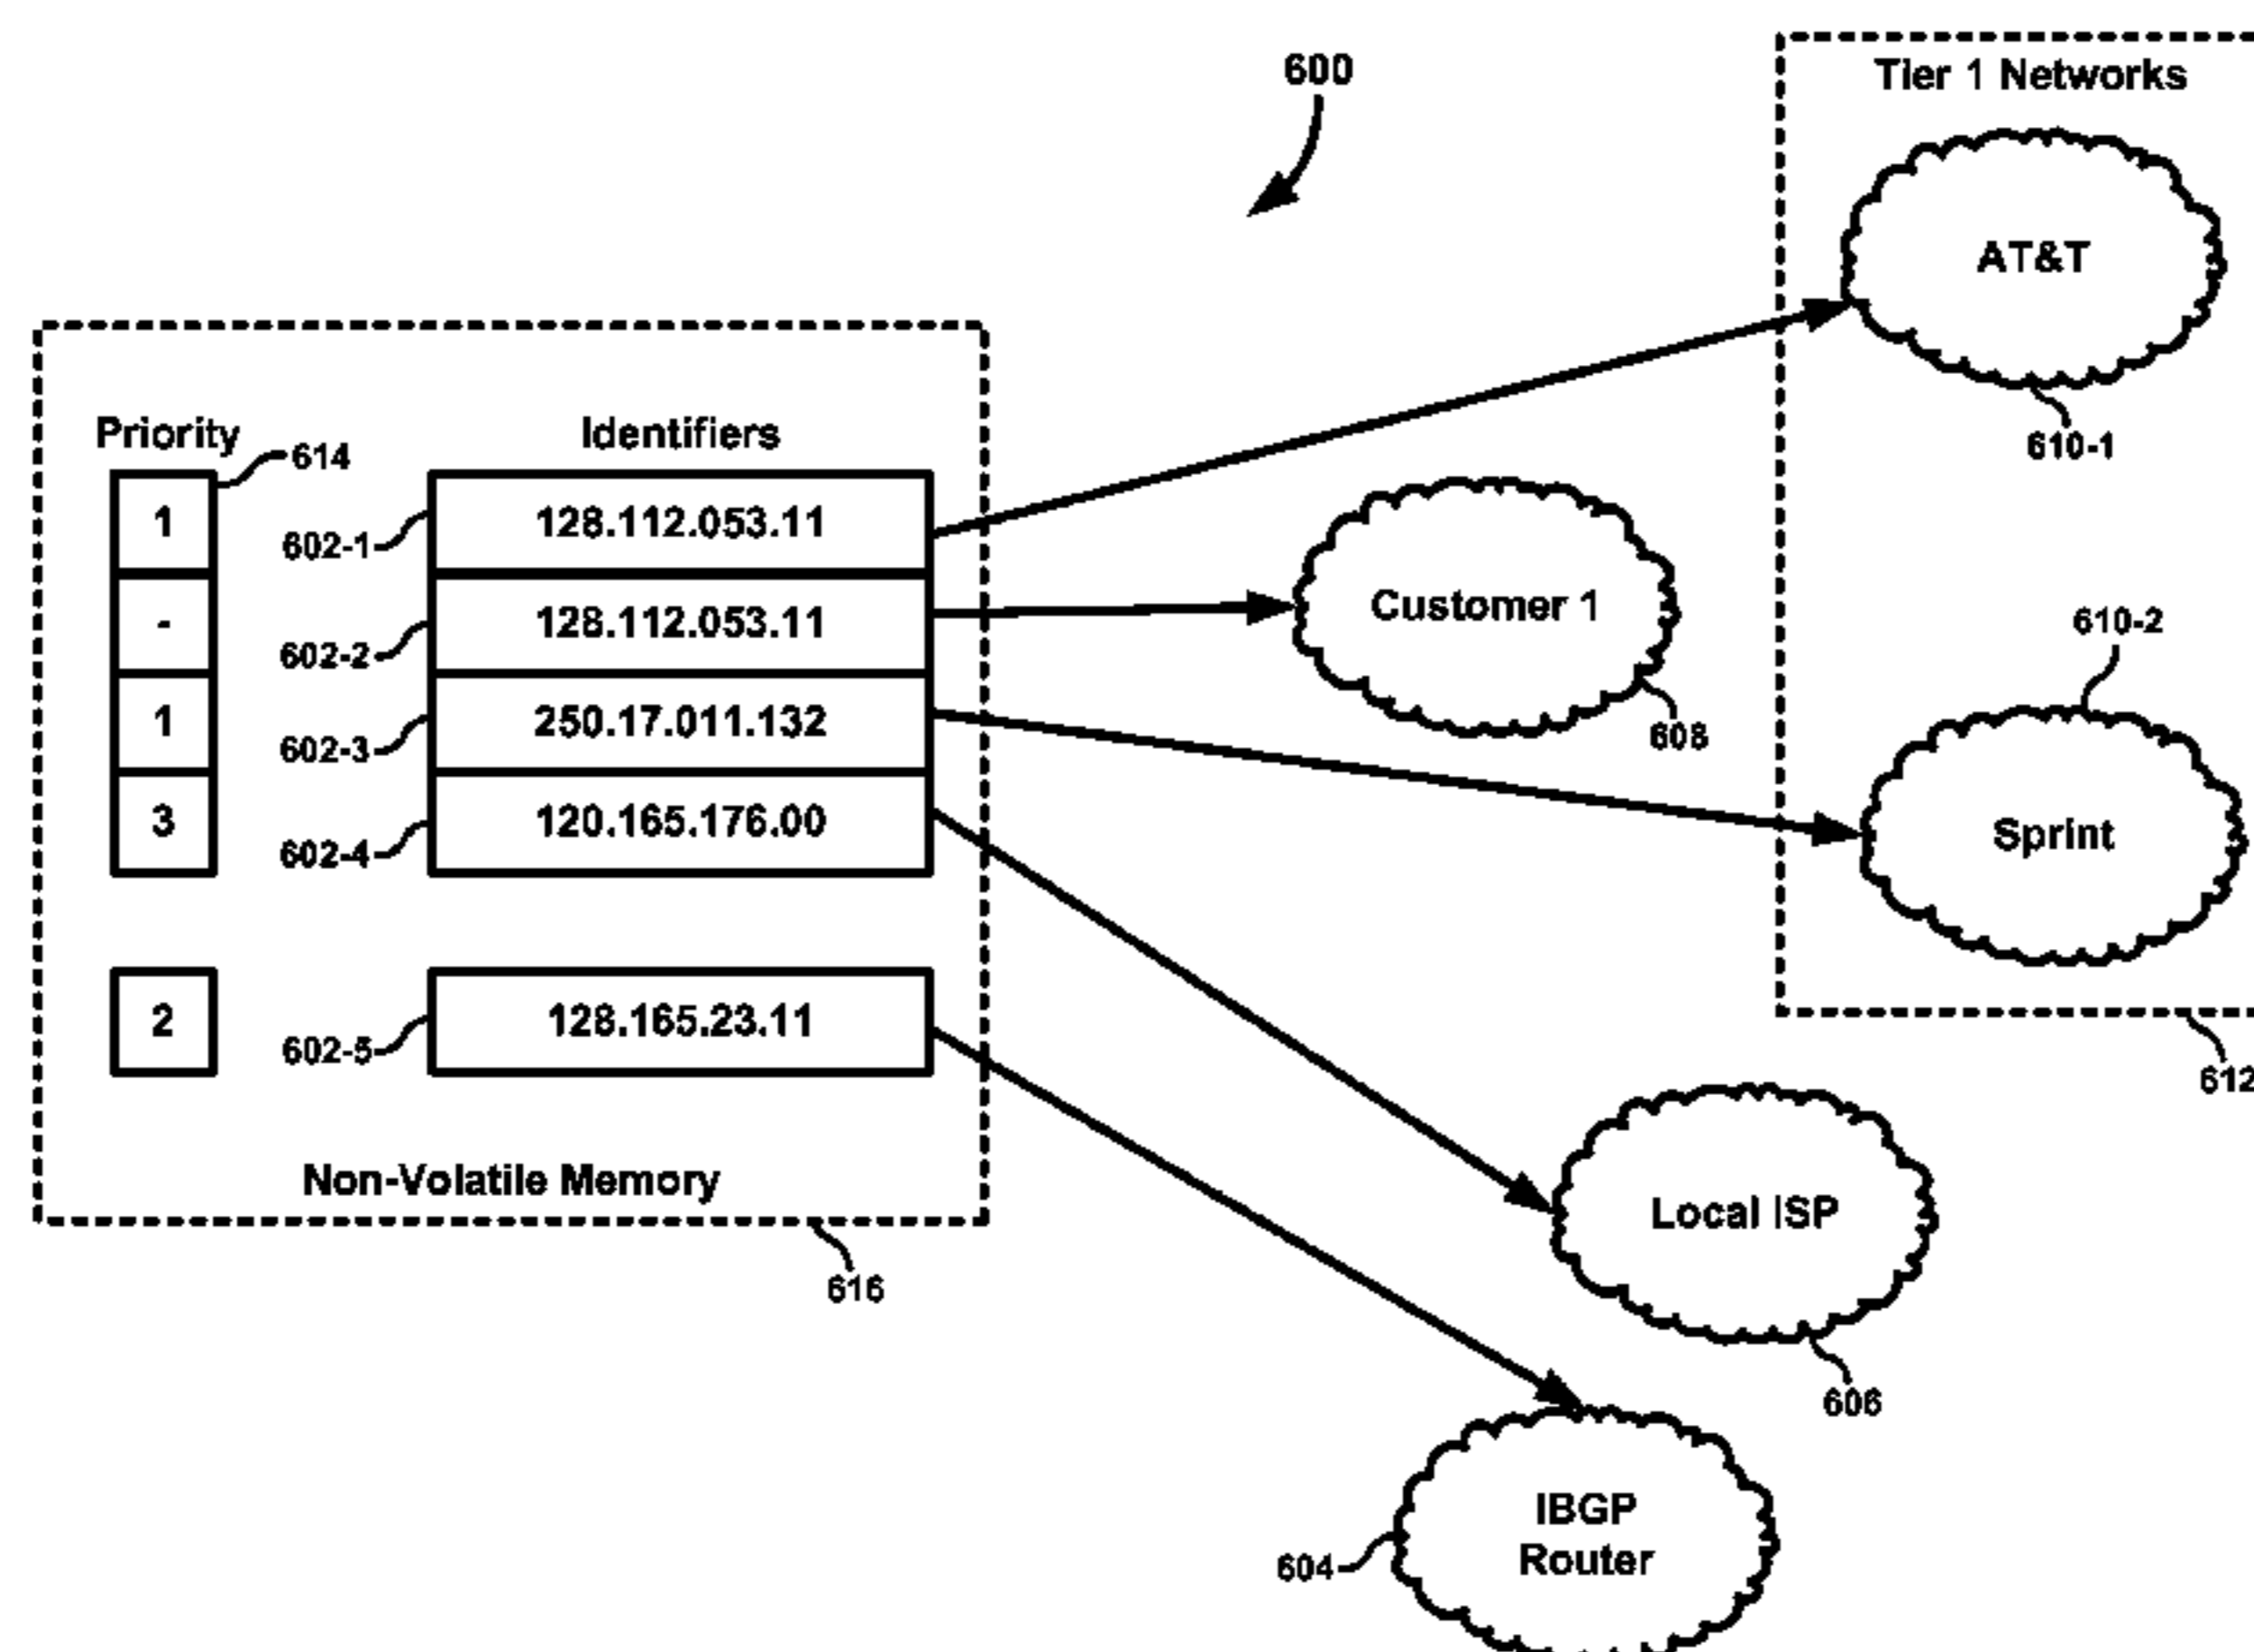 600
Tier 1 Networks
AT&T
610-1
Priority
614
Identifiers
1
602-1
128.112.053.11
-
602-2
128.112.053.11
Customer 1
608
610-2
1
602-3
250.17.011.132
3
602-4
120.165.176.00
Sprint
2
602-5
128.165.23.11
612
Non-Volatile Memory
616
Local ISP
606
IBGP
Router
604